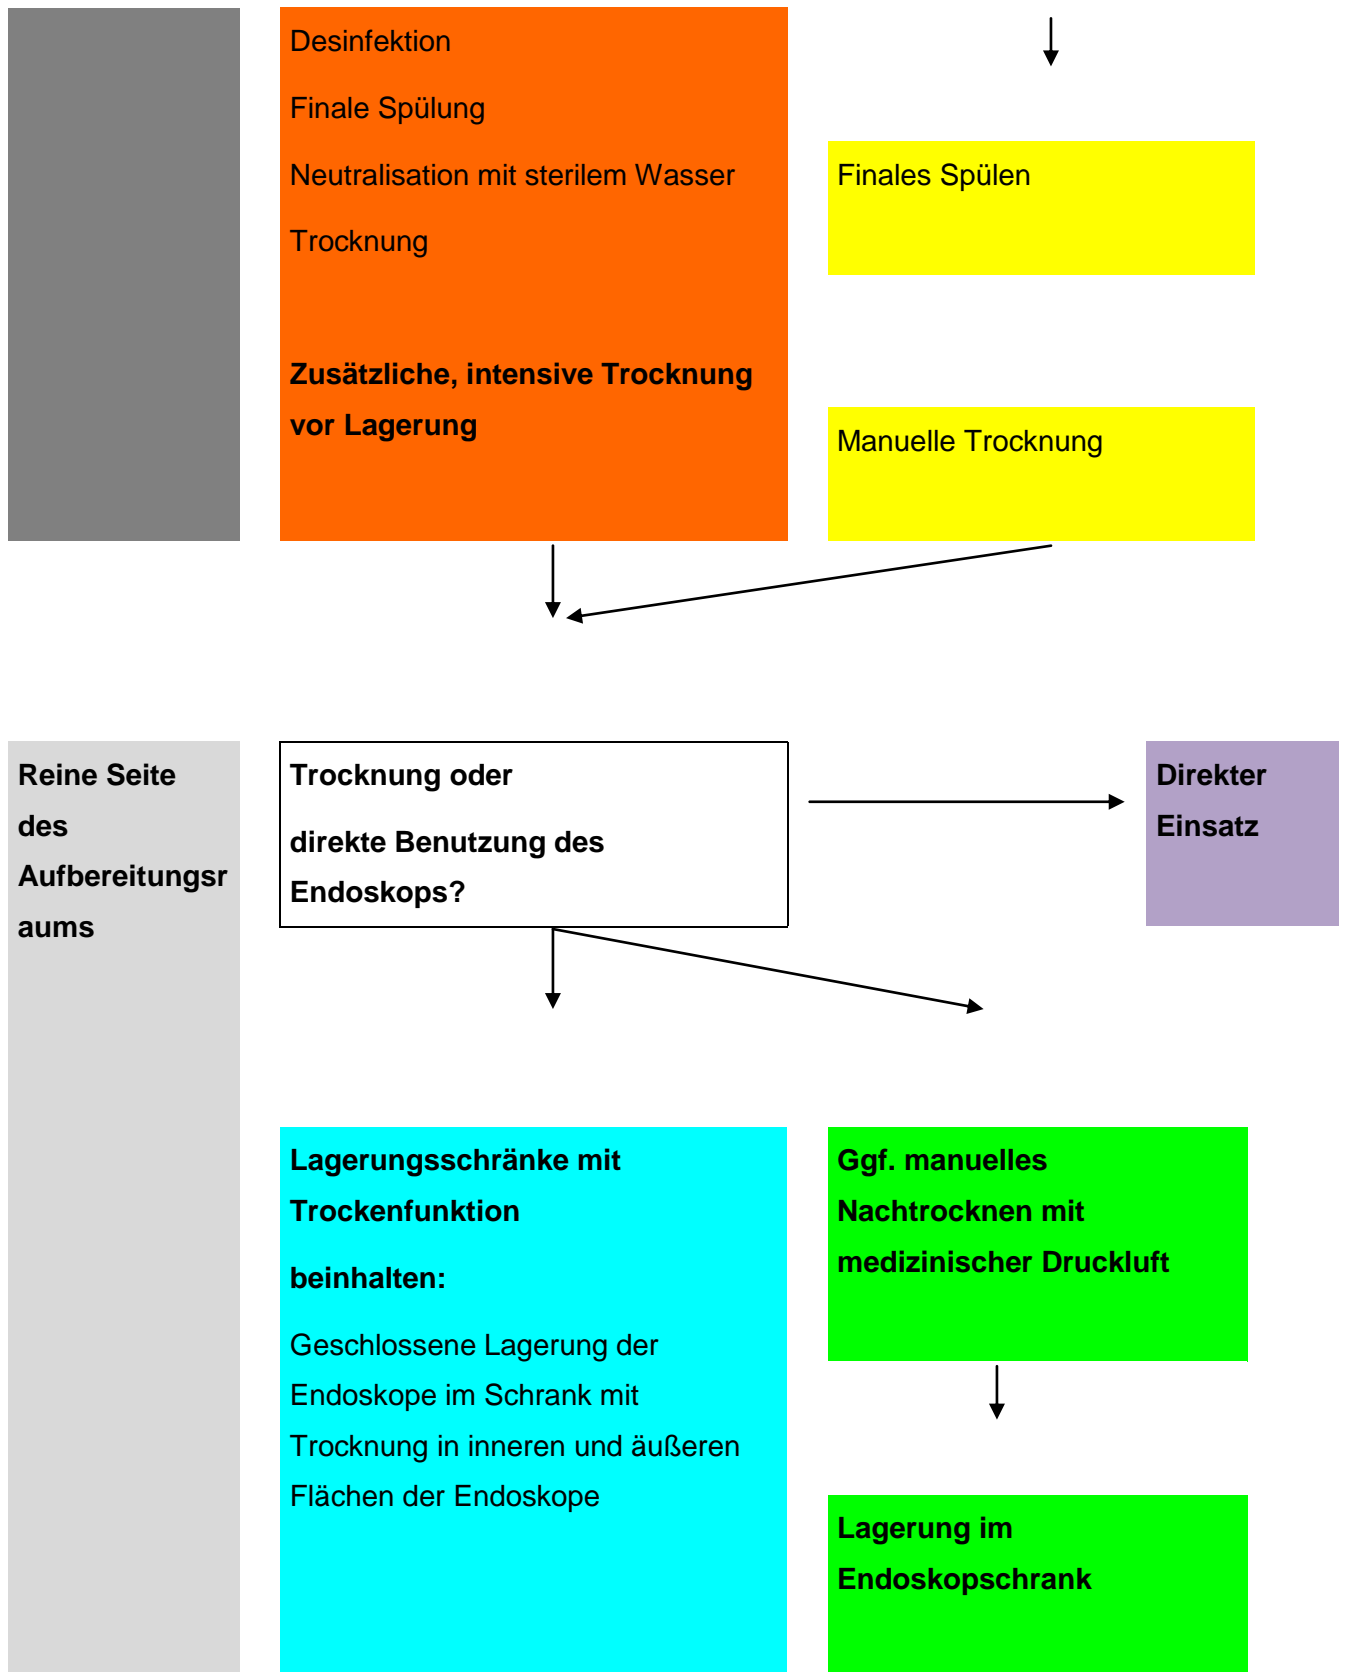 Desinfektion
Finale Spülung
Neutralisation mit sterilem Wasser
Trocknung
Zusätzliche, intensive Trocknung
vor Lagerung
Finales Spülen
Manuelle Trocknung
Reine Seite
des
Aufbereitungsr
aums
Trocknung oder
direkte Benutzung des
Endoskops?
Direkter
Einsatz
Lagerungsschränke mit
Trockenfunktion
beinhalten:
Geschlossene Lagerung der
Endoskope im Schrank mit
Trocknung in inneren und äußeren
Flächen der Endoskope
Ggf. manuelles
Nachtrocknen mit
medizinischer Druckluft
Lagerung im
Endoskopschrank